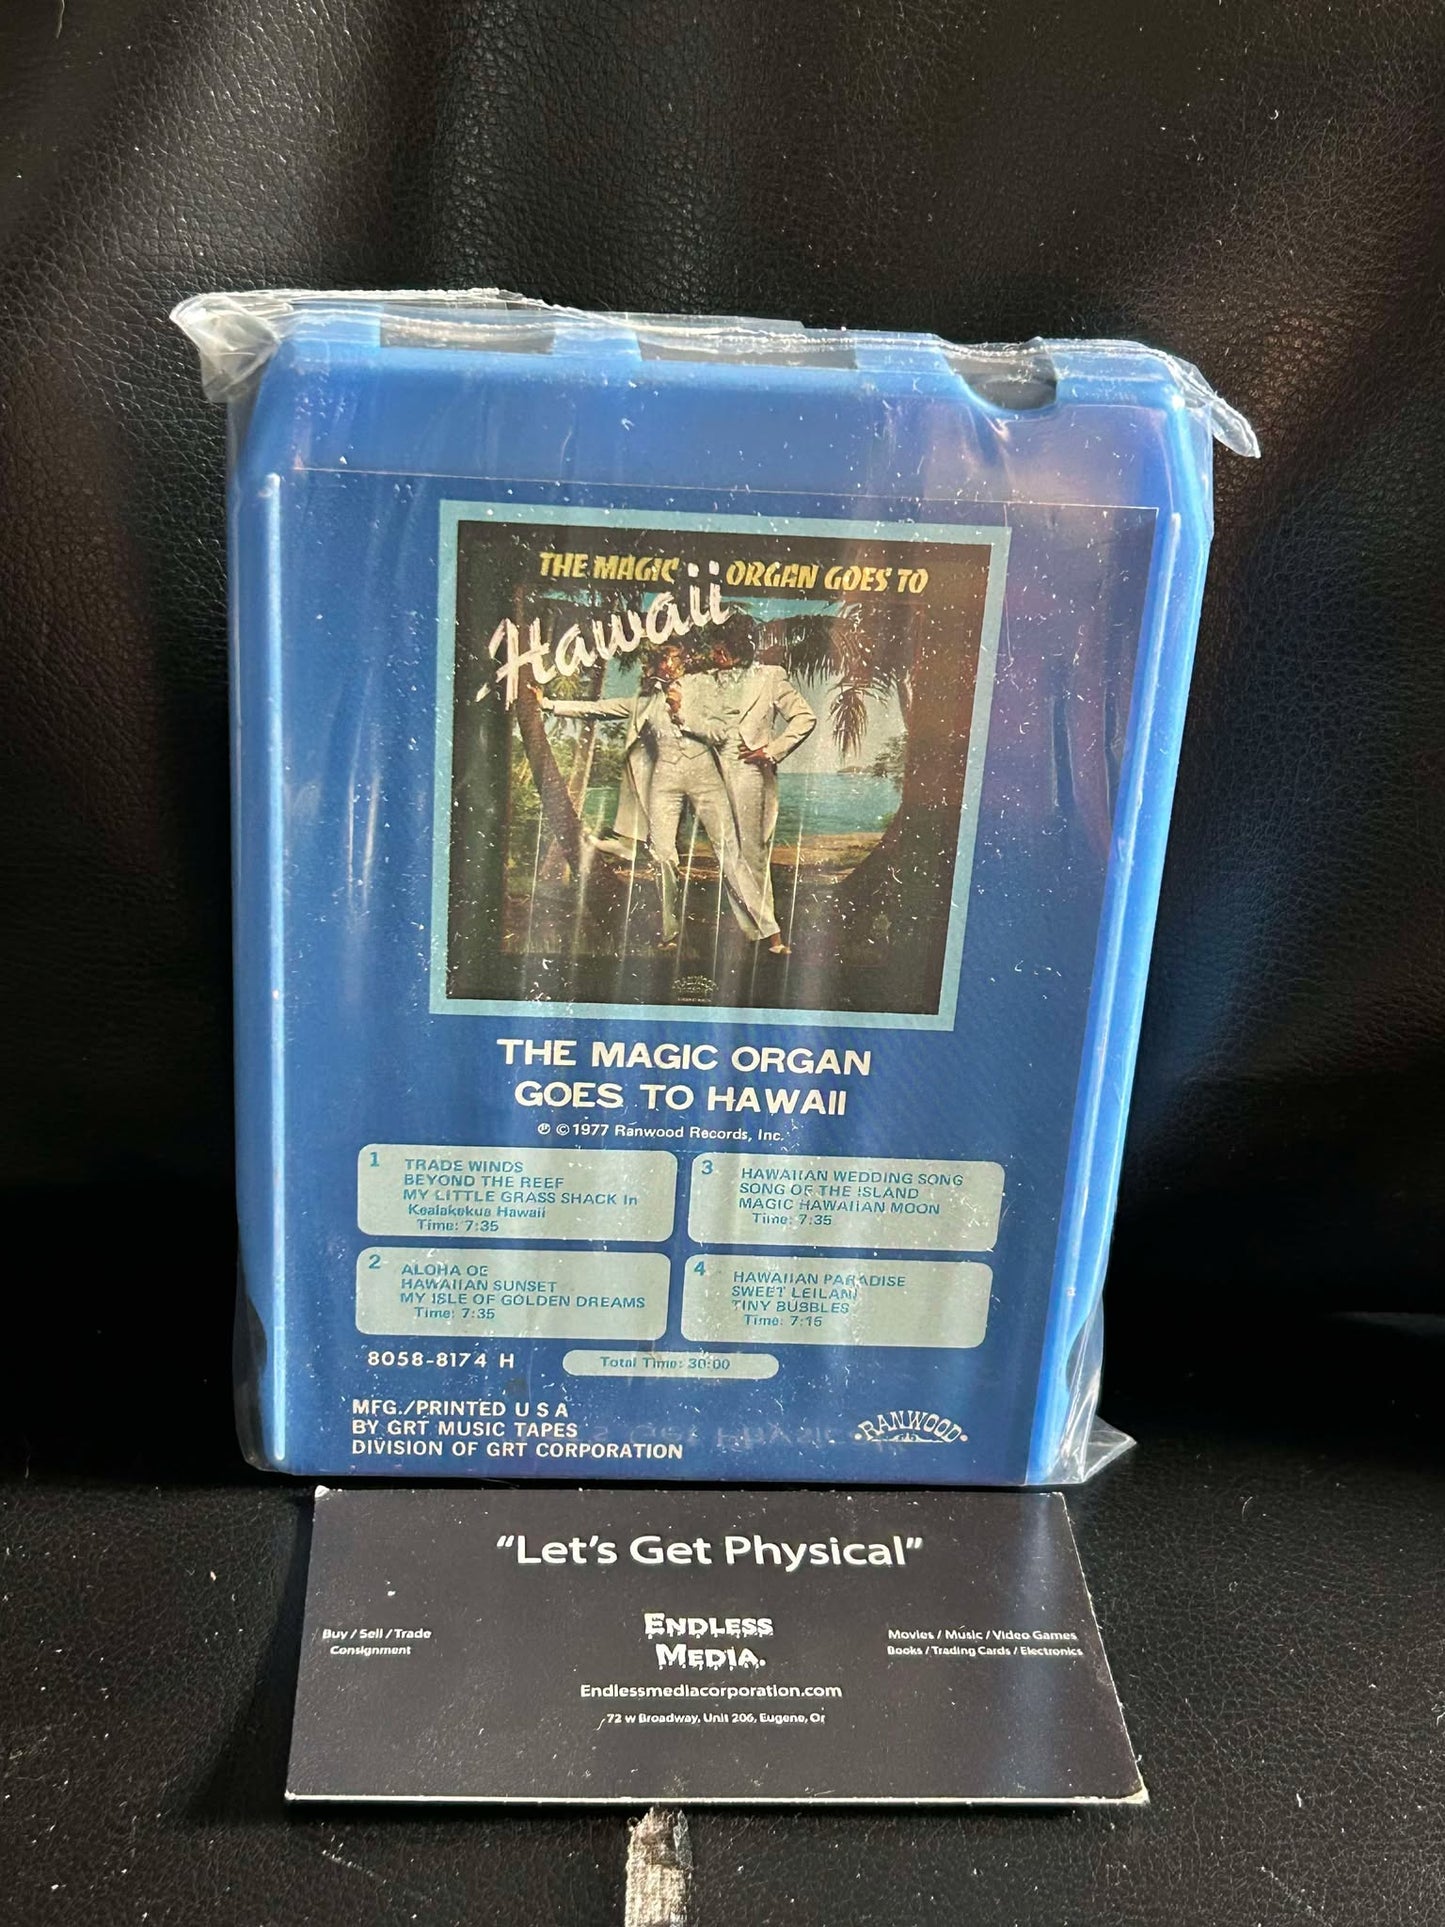 THE MAGIC ORGAN GOES TO
Hawaii
THE MAGIC ORGAN
GOES TO HAWAII
℗ © 1977 Ranwood Records, Inc.
1 TRADE WINDS
BEYOND THE REEF
MY LITTLE GRASS SHACK In
Kealakekua Hawaii
Time: 7:35
2 ALOHA OE
HAWAIIAN SUNSET
MY ISLE OF GOLDEN DREAMS
Time: 7:35
3 HAWAIIAN WEDDING SONG
SONG OF THE ISLAND
MAGIC HAWAIIAN MOON
Time: 7:35
4 HAWAIIAN PARADISE
SWEET LEILANI
TINY BUBBLES
Time: 7:15
8058-8174 H
Total Time: 30:00
MFG./PRINTED U S A
BY GRT MUSIC TAPES
DIVISION OF GRT CORPORATION
RANWOOD
"Let's Get Physical"
Buy / Sell / Trade
Consignment
ENDLESS
MEDIA.
Movies / Music / Video Games
Books / Trading Cards / Electronics
Endlessmediacorporation.com
72 w Broadway, Unit 206, Eugene, Or